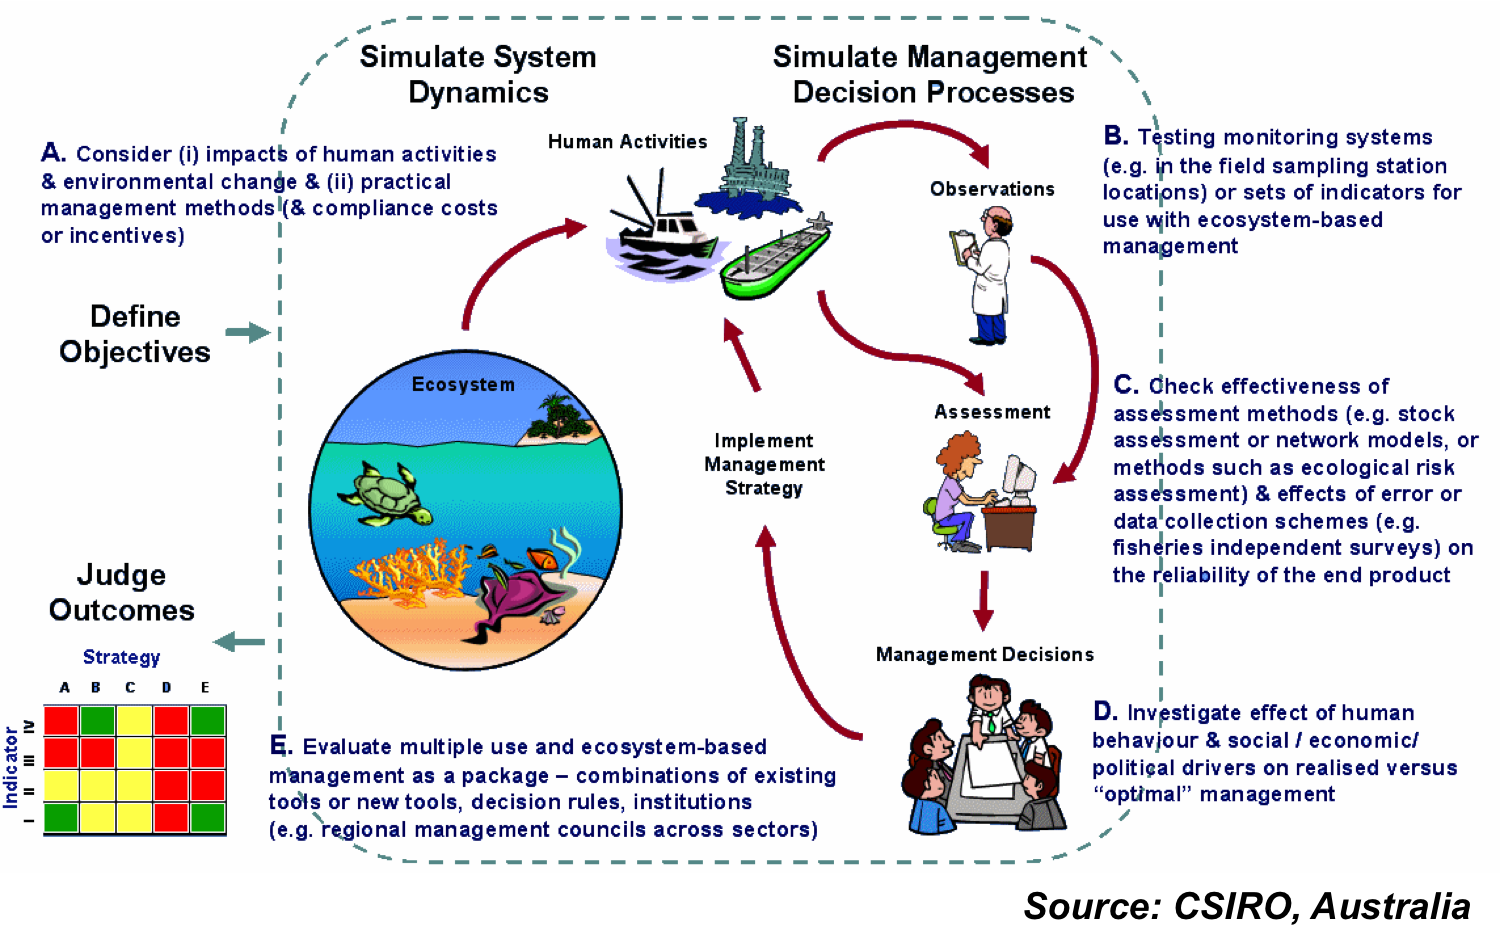 Simulate System
Dynamics
Simulate Management
Decision Processes
Human Activities
A. Consider (i) impacts of human activities
& environmental change & (ii) practical
management methods (& compliance costs
or incentives)
B. Testing monitoring systems
(e.g. in the field sampling station
locations) or sets of indicators for
use with ecosystem-based
management
Observations
Define
Objectives
Ecosystem
Assessment
C. Check effectiveness of
assessment methods (e.g. stock
assessment or network models, or
methods such as ecological risk
assessment) & effects of error or
data collection schemes (e.g.
fisheries independent surveys) on
the reliability of the end product
Implement
Management
Strategy
Judge
Outcomes
Strategy
A B C D E
Indicator
IV
III
II
I
Management Decisions
D. Investigate effect of human
behaviour & social / economic/
political drivers on realised versus
“optimal” management
E. Evaluate multiple use and ecosystem-based
management as a package – combinations of existing
tools or new tools, decision rules, institutions
(e.g. regional management councils across sectors)
Source: CSIRO, Australia